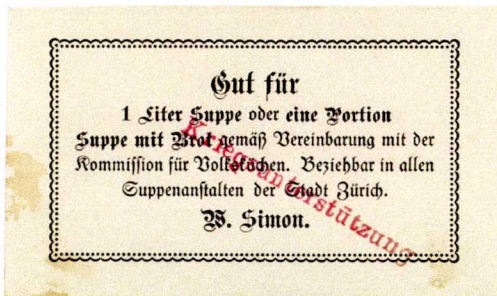 Gut für
1 Liter Suppe oder eine Portion
Suppe mit Brot gemäß Vereinbarung mit der
Kommission für Volksküchen. Beziehbar in allen
Suppenanstalten der Stadt Zürich.
W. Simon.
Kriegsunterstützung